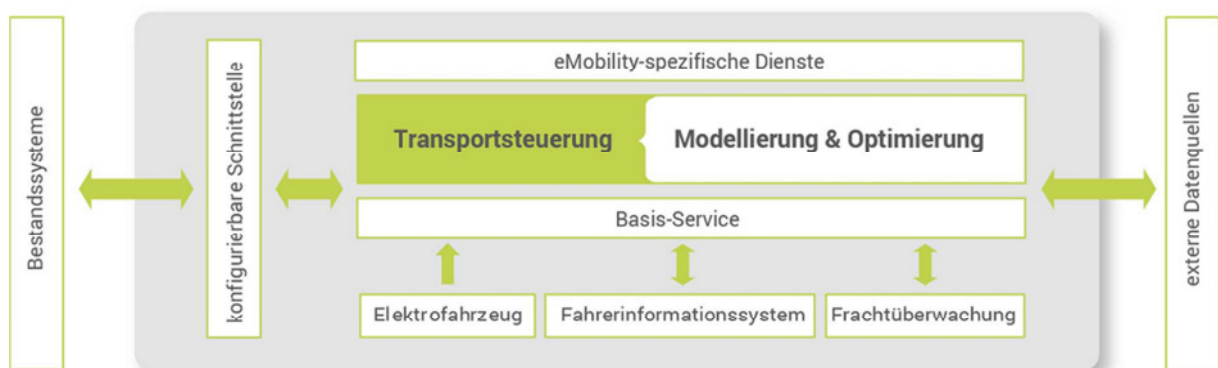 Bestandssysteme
konfigurierbare Schnittstelle
eMobility-spezifische Dienste
Transportsteuerung
Modellierung & Optimierung
Basis-Service
Elektrofahrzeug
Fahrerinformationssystem
Frachtüberwachung
externe Datenquellen